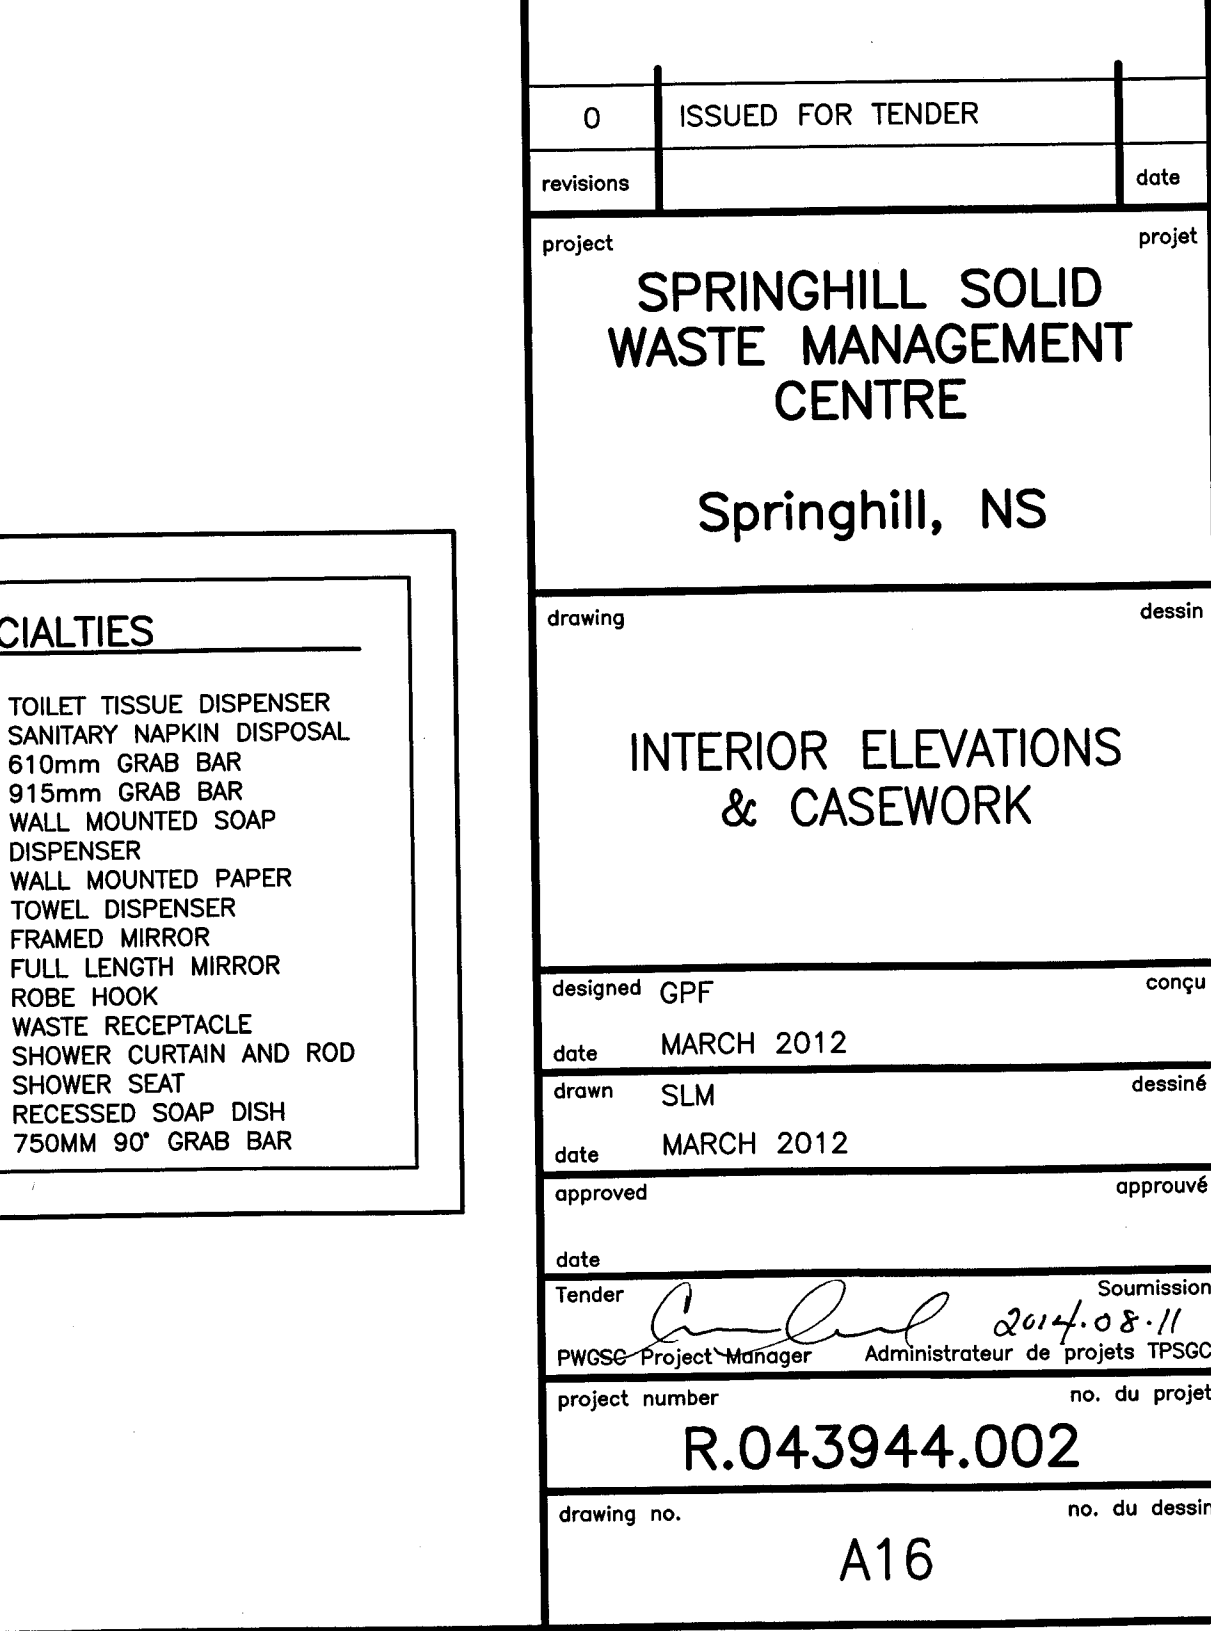 CIALTIES
TOILET TISSUE DISPENSER
SANITARY NAPKIN DISPOSAL
610mm GRAB BAR
915mm GRAB BAR
WALL MOUNTED SOAP
DISPENSER
WALL MOUNTED PAPER
TOWEL DISPENSER
FRAMED MIRROR
FULL LENGTH MIRROR
ROBE HOOK
WASTE RECEPTACLE
SHOWER CURTAIN AND ROD
SHOWER SEAT
RECESSED SOAP DISH
750MM 90° GRAB BAR
0 ISSUED FOR TENDER
revisions date
project projet
SPRINGHILL SOLID
WASTE MANAGEMENT
CENTRE
Springhill, NS
drawing dessin
INTERIOR ELEVATIONS
& CASEWORK
designed GPF conçu
date MARCH 2012
drawn SLM dessiné
date MARCH 2012
approved approuvé
date
Tender Soumission
2014.08.11
PWGSC Project Manager Administrateur de projets TPSGC
project number no. du projet
R.043944.002
drawing no. no. du dessin
A16